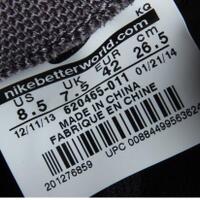 nikebetterworld.com
KQ
US UK EUR cm
8.5 7.5 42 26.5
12/11/13 01/21/14
620465-011
MADE IN CHINA
FABRIQUÉ EN CHINE
UPC 00884499563624
201276859